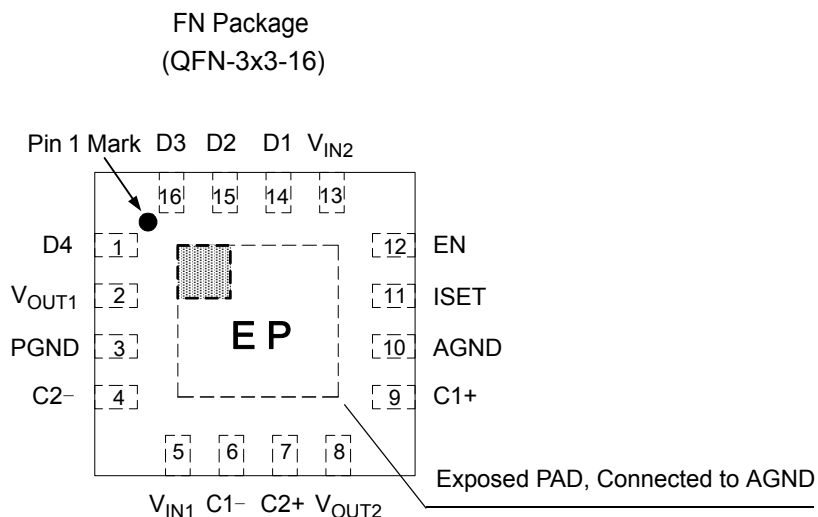 FN Package
(QFN-3x3-16)
Pin 1 Mark D3 D2 D1 VIN2
16 15 14 13
D4 1 12 EN
VOUT1 2 11 ISET
PGND 3 EP 10 AGND
C2− 4 9 C1+
5 6 7 8
Exposed PAD, Connected to AGND
VIN1 C1− C2+ VOUT2